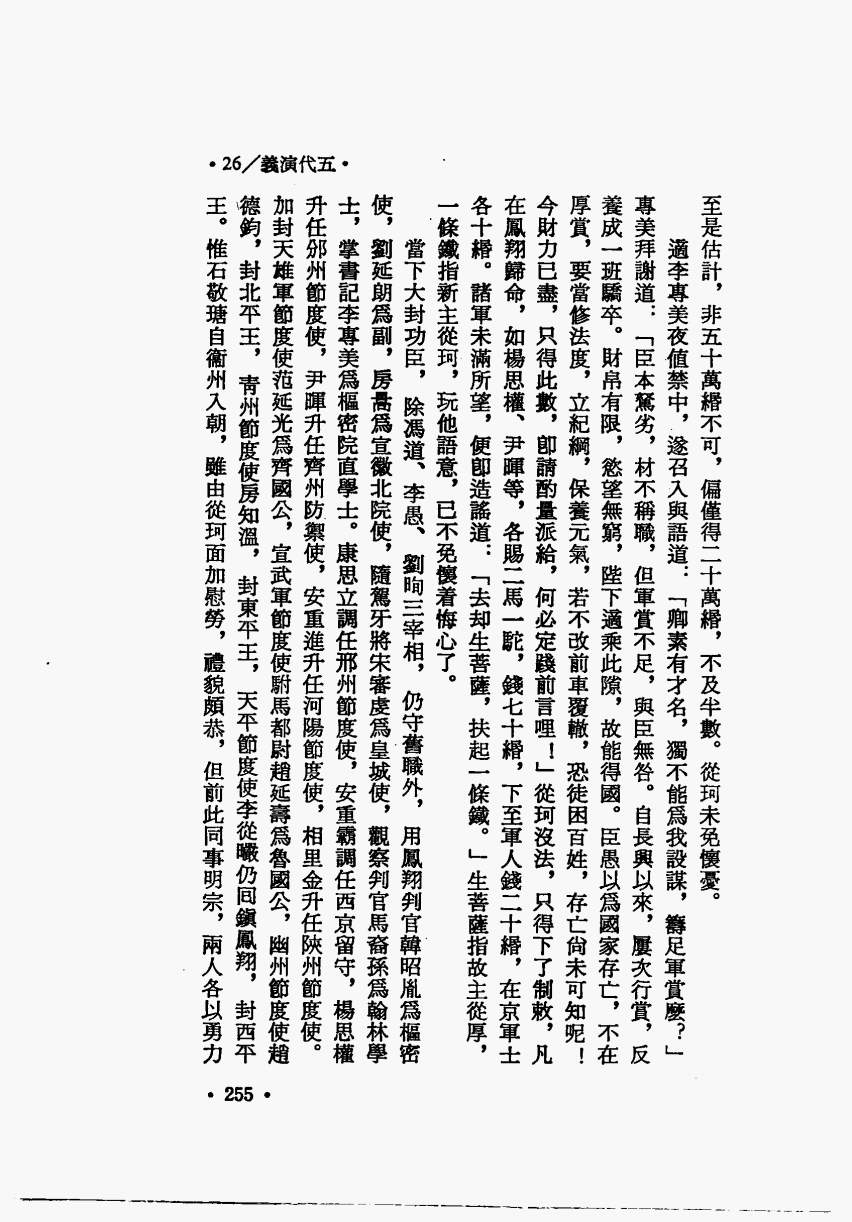 •26/義演代五•
至是估計，非五十萬緡不可，偏僅得二十萬緡，不及半數。從珂未免懷憂。
適李專美夜值禁中，遂召入與語道：「卿素有才名，獨不能爲我設謀，籌足軍賞麼？」
專美拜謝道：「臣本駑劣，材不稱職，但軍賞不足，與臣無咎。自長興以來，屢次行賞，反
養成一班驕卒。財帛有限，慾望無窮，陛下適乘此隙，故能得國。臣愚以爲國家存亡，不在
厚賞，要當修法度，立紀綱，保養元氣，若不改前車覆轍，恐徒困百姓，存亡尙未可知呢！
今財力已盡，只得此數，卽請酌量派給，何必定踐前言哩！」從珂沒法，只得下了制敕，凡
在鳳翔歸命，如楊思權、尹暉等，各賜二馬一駝，錢七十緡，下至軍人錢二十緡，在京軍士
各十緡。諸軍未滿所望，便卽造謠道：「去却生菩薩，扶起一條鐵。」生菩薩指故主從厚，
一條鐵指新主從珂，玩他語意，已不免懷着悔心了。
當下大封功臣，除馮道、李愚、劉昫三宰相，仍守舊職外，用鳳翔判官韓昭胤爲樞密
使，劉延朗爲副，房暠爲宣徽北院使，隨駕牙將宋審虔爲皇城使，觀察判官馬裔孫爲翰林學
士，掌書記李專美爲樞密院直學士。康思立調任邢州節度使，安重霸調任西京留守，楊思權
升任邠州節度使，尹暉升任齊州防禦使，安重進升任河陽節度使，相里金升任陝州節度使。
加封天雄軍節度使范延光爲齊國公，宣武軍節度使駙馬都尉趙延壽爲魯國公，幽州節度使趙
德鈞，封北平王，靑州節度使房知溫，封東平王，天平節度使李從曮仍囘鎭鳳翔，封西平
王。惟石敬瑭自衞州入朝，雖由從珂面加慰勞，禮貌頗恭，但前此同事明宗，兩人各以勇力
•255•